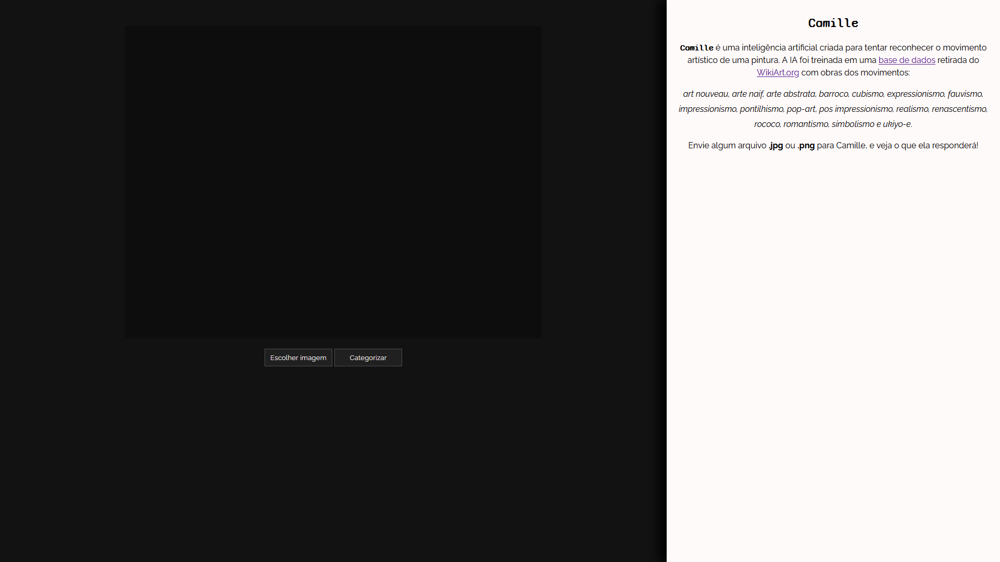 Camille
Camille é uma inteligência artificial criada para tentar reconhecer o movimento
artístico de uma pintura. A IA foi treinada em uma base de dados retirada do
WikiArt.org com obras dos movimentos:
art nouveau, arte naif, arte abstrata, barroco, cubismo, expressionismo, fauvismo,
impressionismo, pontilhismo, pop-art, pos impressionismo, realismo, renascentismo,
rococo, romantismo, simbolismo e ukiyo-e.
Envie algum arquivo .jpg ou .png para Camille, e veja o que ela responderá!
Escolher imagem
Categorizar